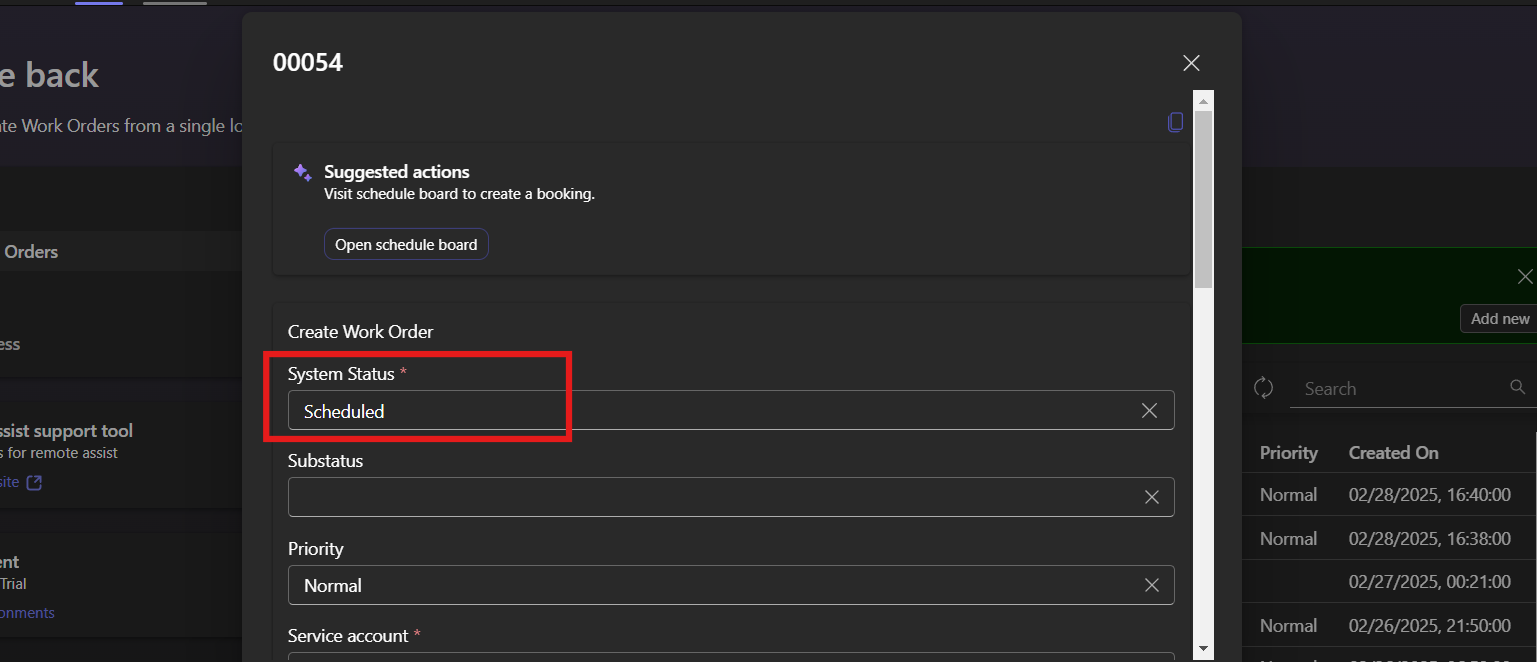 e back
00054
te Work Orders from a single lo
Suggested actions
Visit schedule board to create a booking.
Open schedule board
Orders
Add new
Create Work Order
ess
System Status *
Scheduled
Search
ssist support tool
s for remote assist
site
Substatus
Priority
Normal
Service account *
ent
Trial
onments
Priority Created On
Normal 02/28/2025, 16:40:00
Normal 02/28/2025, 16:38:00
02/27/2025, 00:21:00
Normal 02/26/2025, 21:50:00